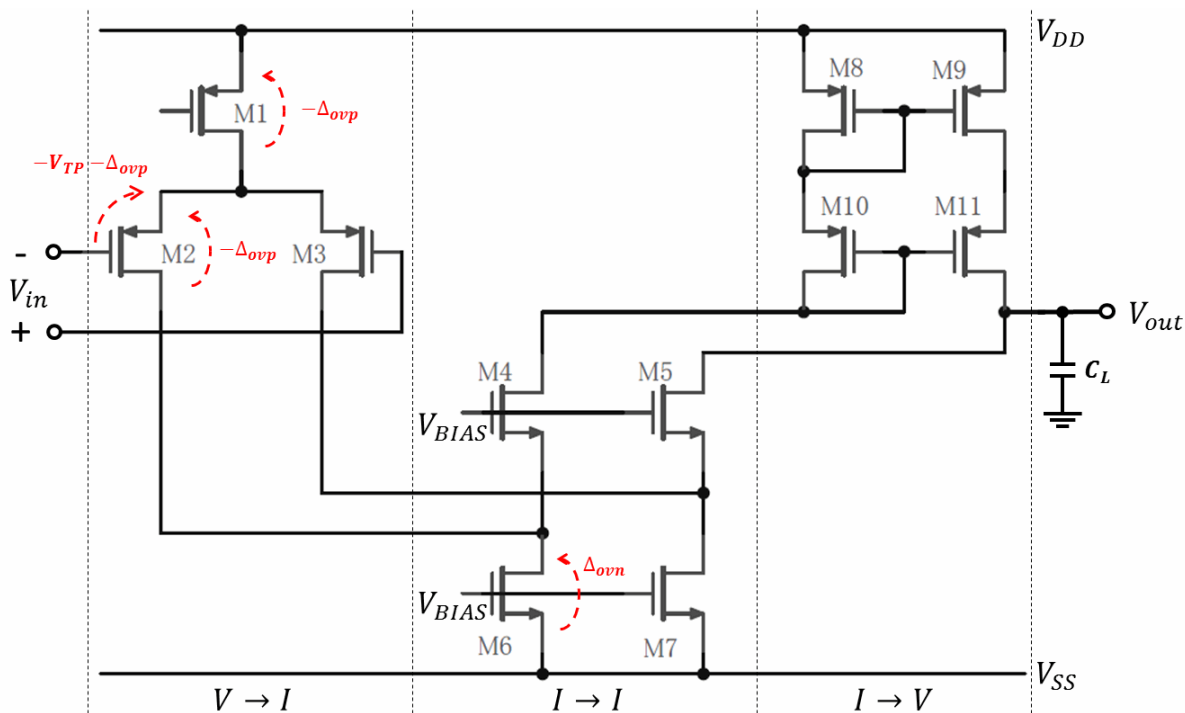 V_DD
M8
M9
M1
-Δ_ovp
-V_TP -Δ_ovp
M10
M11
-
M2
-Δ_ovp
M3
V_in
+
V_out
M4
M5
C_L
V_BIAS
Δ_ovn
V_BIAS
M6
M7
V_SS
V → I
I → I
I → V